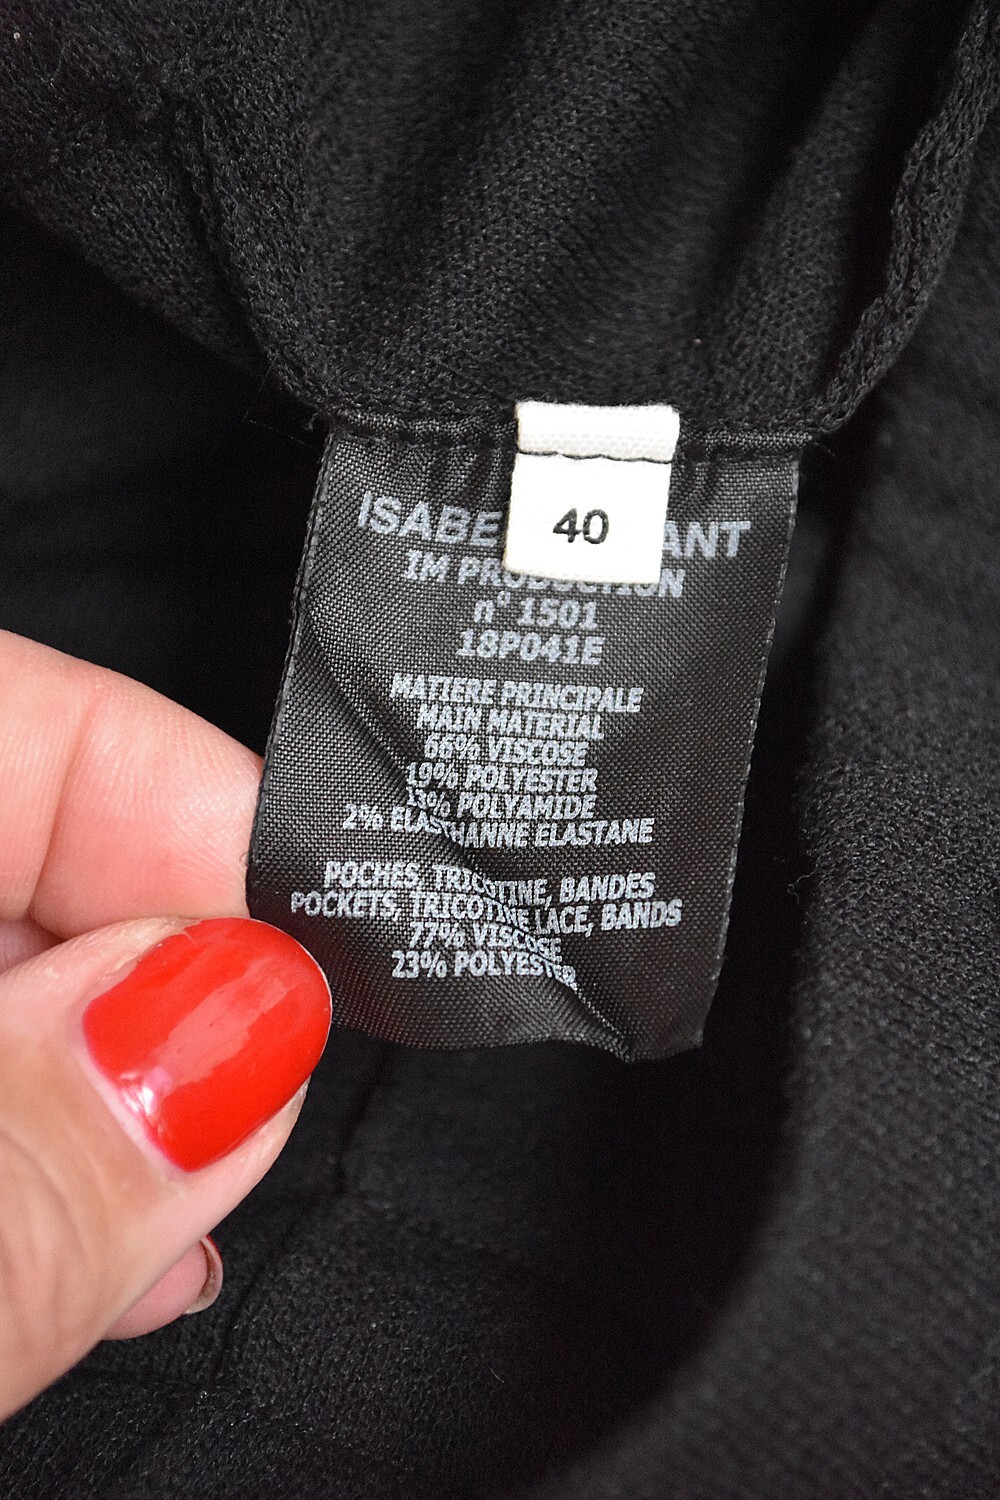 40
ISABE ANT
IM PRODUCTION
n° 1501
18P041E
MATIERE PRINCIPALE
MAIN MATERIAL
66% VISCOSE
19% POLYESTER
13% POLYAMIDE
2% ELASTHANNE ELASTANE
POCHES, TRICOTINE, BANDES
POCKETS, TRICOTINE LACE, BANDS
77% VISCOSE
23% POLYESTER